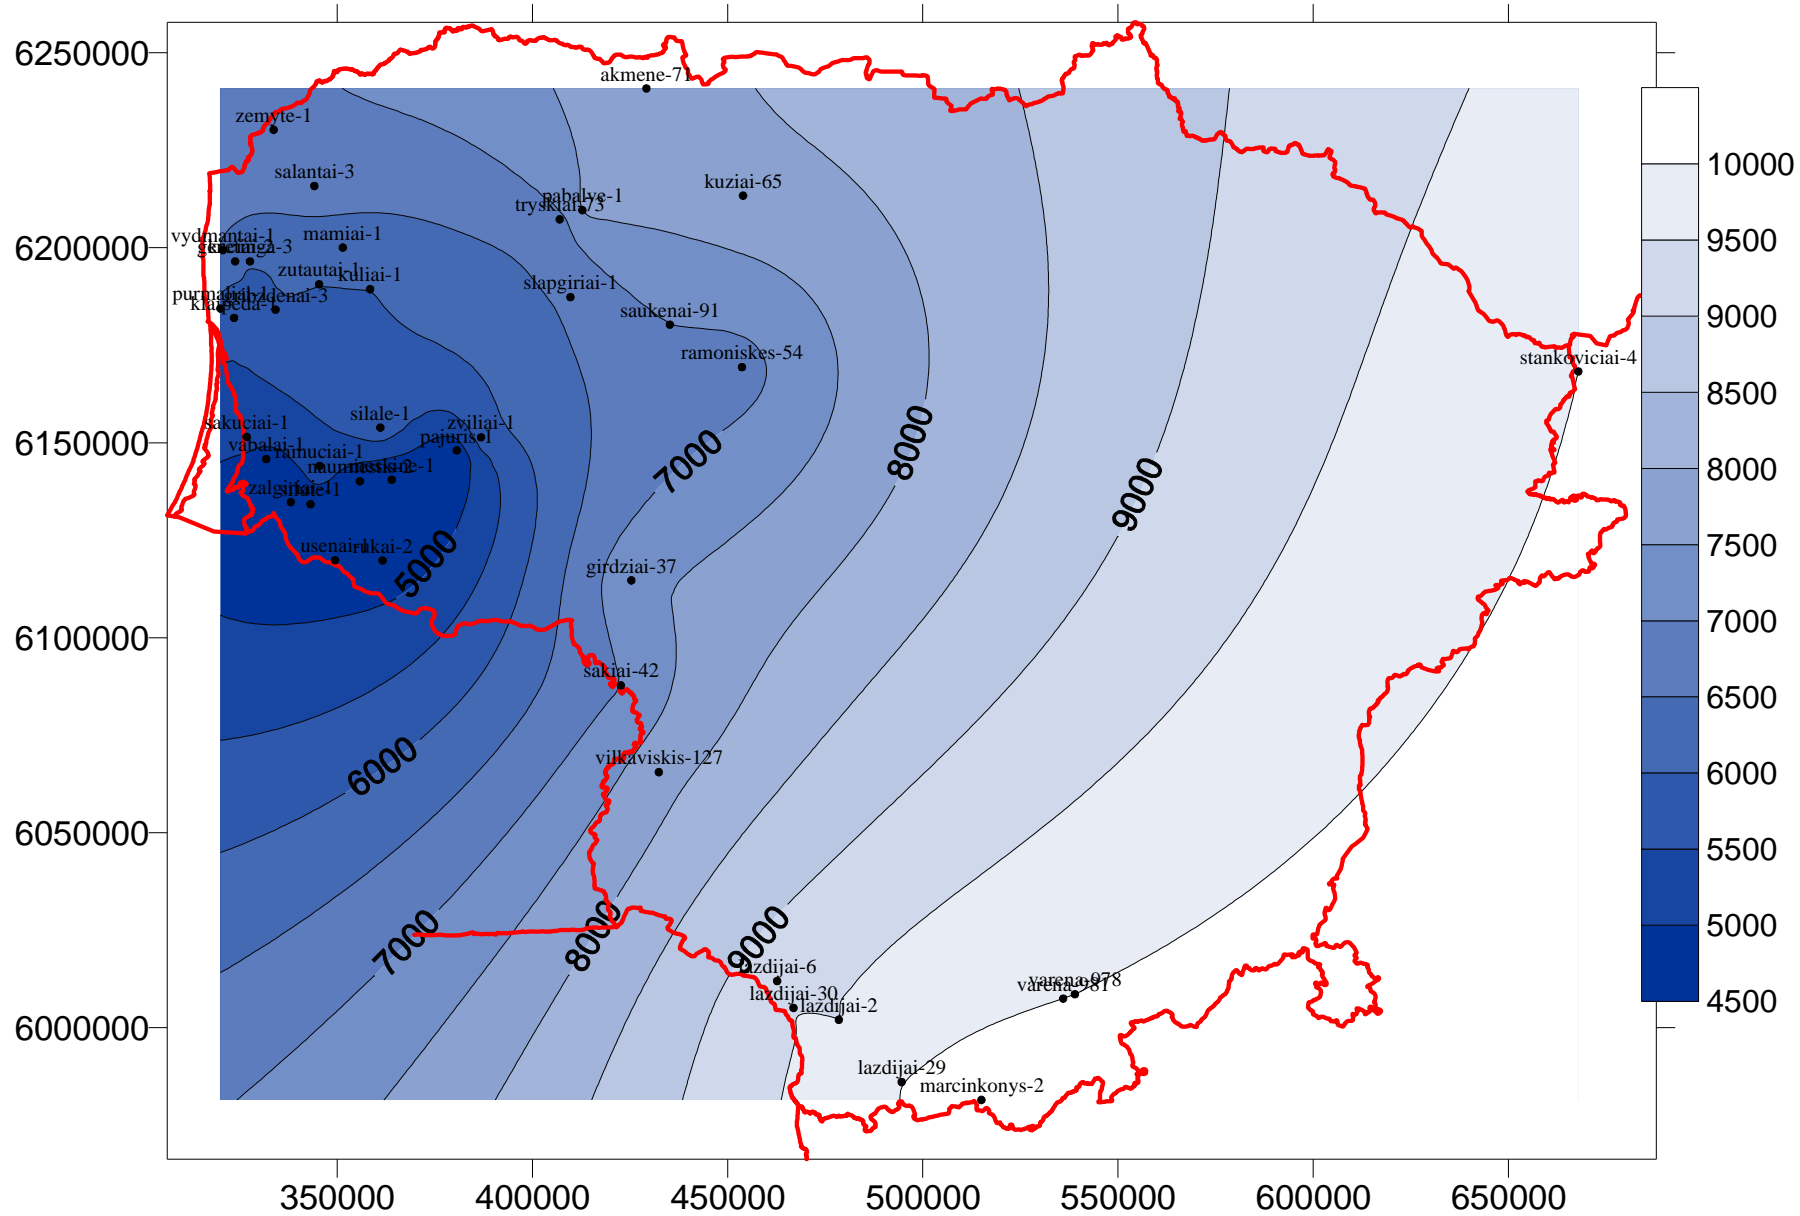 6250000
akmene-71
zemyte-1
10000
salantai-3
kuziai-65
pabalve-1
tryskiai-73
9500
6200000
vydmantai-1
mamiai-1
zutautai-1
kuliai-1
slapgiriai-1
9000
klaipeda-1
saukenai-91
ramoniskes-54
stankoviciai-4
8500
silale-1
sakuciai-1
zviliai-1
6150000
pajuris-1
vabalai-1
ramuciai-1
7000
8000
8000
9000
7500
usenai-1
rukai-2
5000
girdziai-37
7000
6100000
sakiai-42
6500
6000
vilkaviskis-127
6000
6050000
5500
7000
8000
9000
5000
lazdijai-6
varena-978
varena-981
lazdijai-30
lazdijai-2
4500
6000000
lazdijai-29
marcinkonys-2
350000 400000 450000 500000 550000 600000 650000